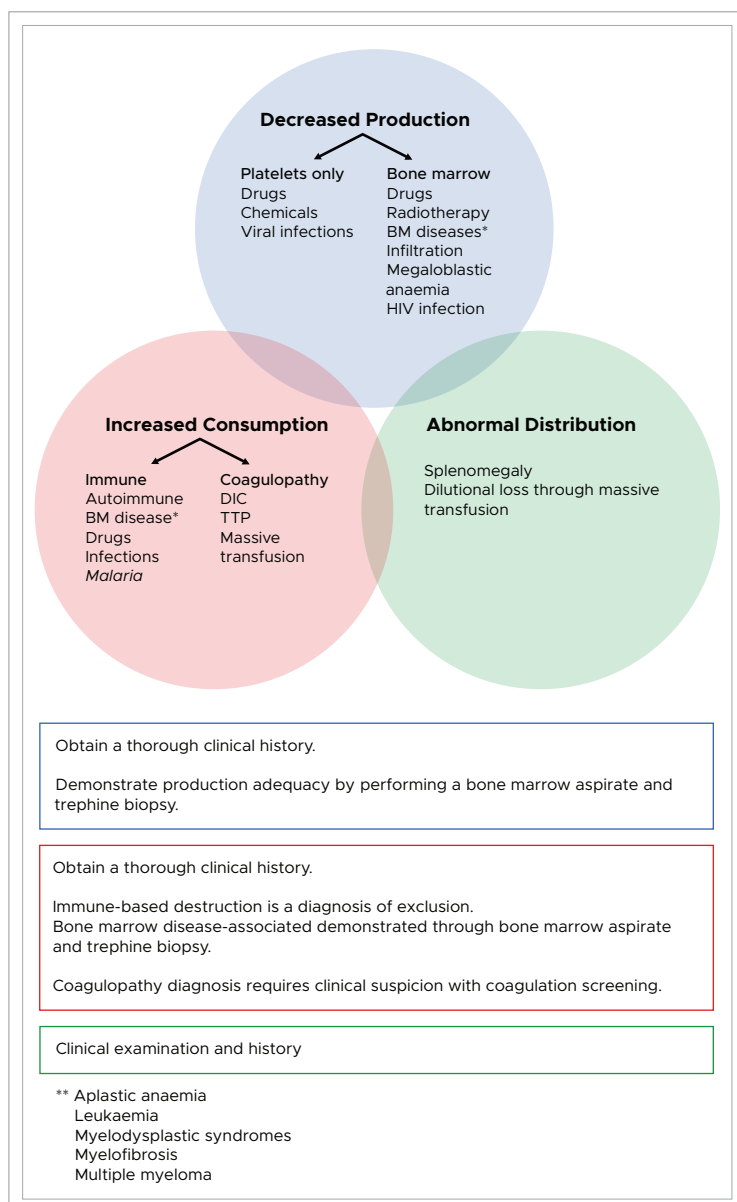 Decreased Production
Platelets only
Drugs
Chemicals
Viral infections
Bone marrow
Drugs
Radiotherapy
BM diseases*
Infiltration
Megaloblastic
anaemia
HIV infection
Increased Consumption
Immune
Autoimmune
BM disease*
Drugs
Infections
Malaria
Coagulopathy
DIC
TTP
Massive
transfusion
Abnormal Distribution
Splenomegaly
Dilutional loss through massive
transfusion
Obtain a thorough clinical history.
Demonstrate production adequacy by performing a bone marrow aspirate and
trephine biopsy.
Obtain a thorough clinical history.
Immune-based destruction is a diagnosis of exclusion.
Bone marrow disease-associated demonstrated through bone marrow aspirate
and trephine biopsy.
Coagulopathy diagnosis requires clinical suspicion with coagulation screening.
Clinical examination and history
** Aplastic anaemia
Leukaemia
Myelodysplastic syndromes
Myelofibrosis
Multiple myeloma